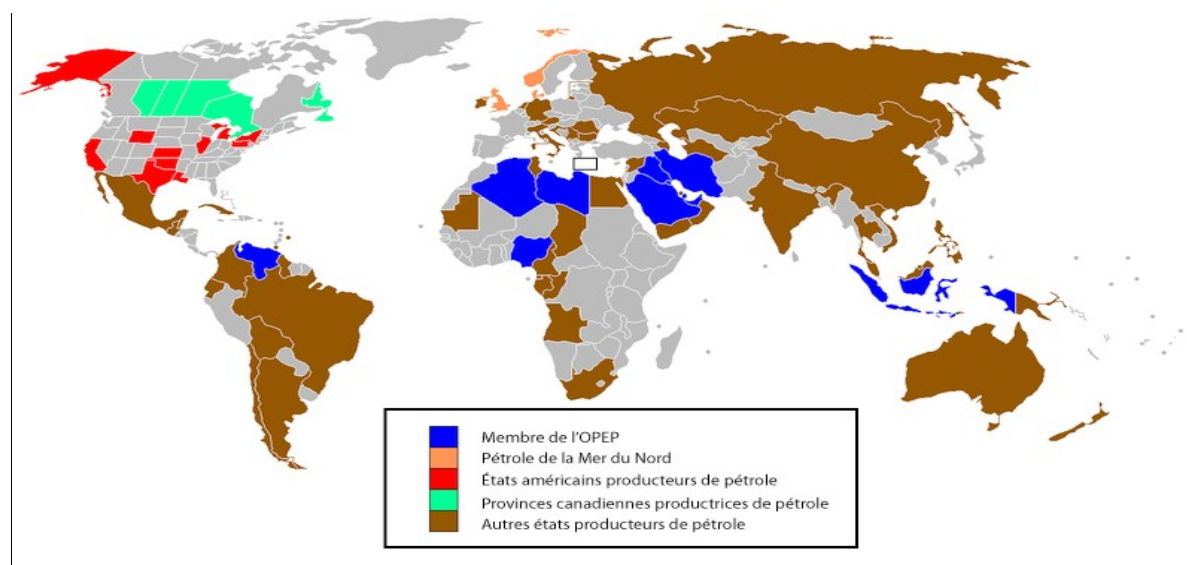 Membre de l'OPEP
Pétrole de la Mer du Nord
États américains producteurs de pétrole
Provinces canadiennes productrices de pétrole
Autres états producteurs de pétrole